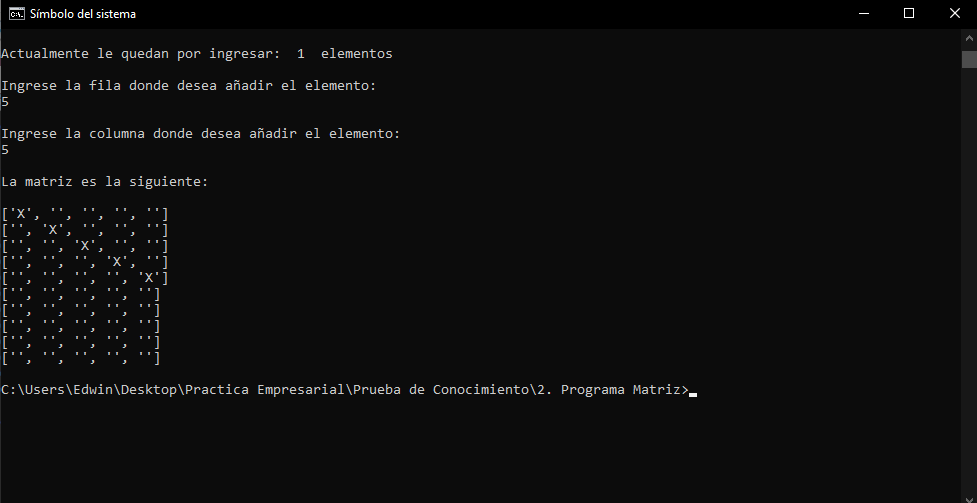 Símbolo del sistema
Actualmente le quedan por ingresar:  1  elementos
Ingrese la fila donde desea añadir el elemento:
5
Ingrese la columna donde desea añadir el elemento:
5
La matriz es la siguiente:
['X', '', '', '', '']
['', 'X', '', '', '']
['', '', 'X', '', '']
['', '', '', 'X', '']
['', '', '', '', 'X']
['', '', '', '', '']
['', '', '', '', '']
['', '', '', '', '']
['', '', '', '', '']
['', '', '', '', '']
C:\Users\Edwin\Desktop\Practica Empresarial\Prueba de Conocimiento\2. Programa Matriz>